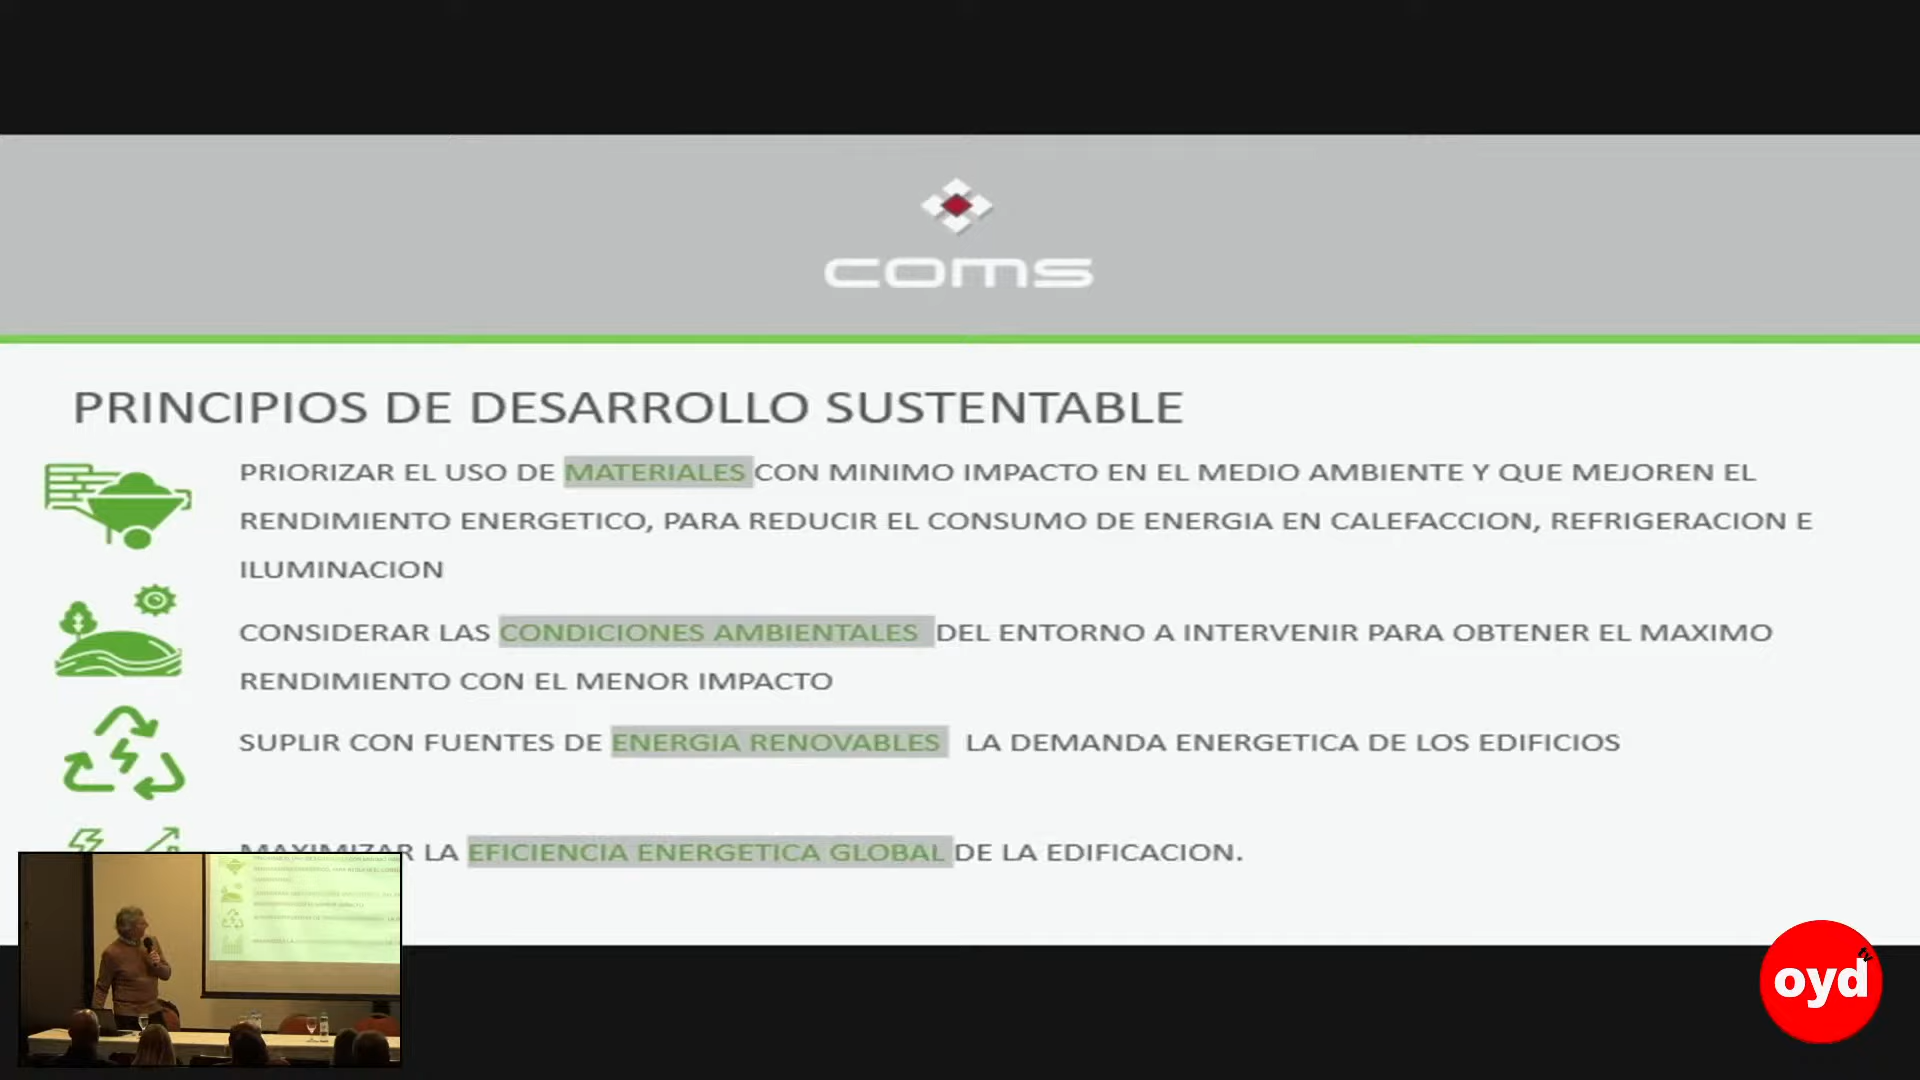 coms
PRINCIPIOS DE DESARROLLO SUSTENTABLE
PRIORIZAR EL USO DE MATERIALES CON MINIMO IMPACTO EN EL MEDIO AMBIENTE Y QUE MEJOREN EL
RENDIMIENTO ENERGETICO, PARA REDUCIR EL CONSUMO DE ENERGIA EN CALEFACCION, REFRIGERACION E
ILUMINACION
CONSIDERAR LAS CONDICIONES AMBIENTALES DEL ENTORNO A INTERVENIR PARA OBTENER EL MAXIMO
RENDIMIENTO CON EL MENOR IMPACTO
SUPLIR CON FUENTES DE ENERGIA RENOVABLES LA DEMANDA ENERGETICA DE LOS EDIFICIOS
MAXIMIZAR LA EFICIENCIA ENERGETICA GLOBAL DE LA EDIFICACION.
oyd tv